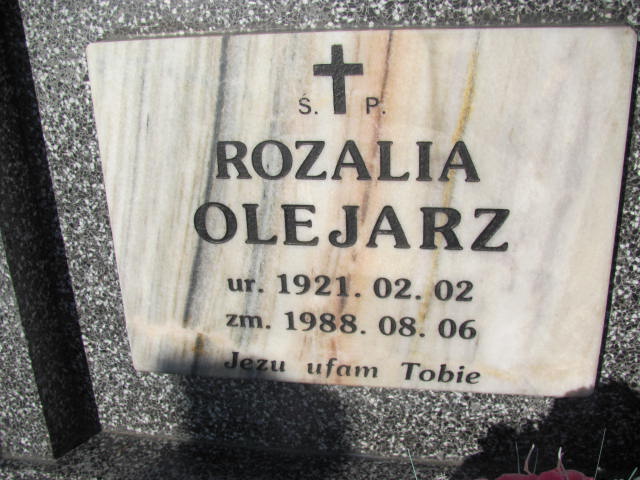 Ś. P.
ROZALIA
OLEJARZ
ur. 1921. 02. 02
zm. 1988. 08. 06
Jezu ufam Tobie